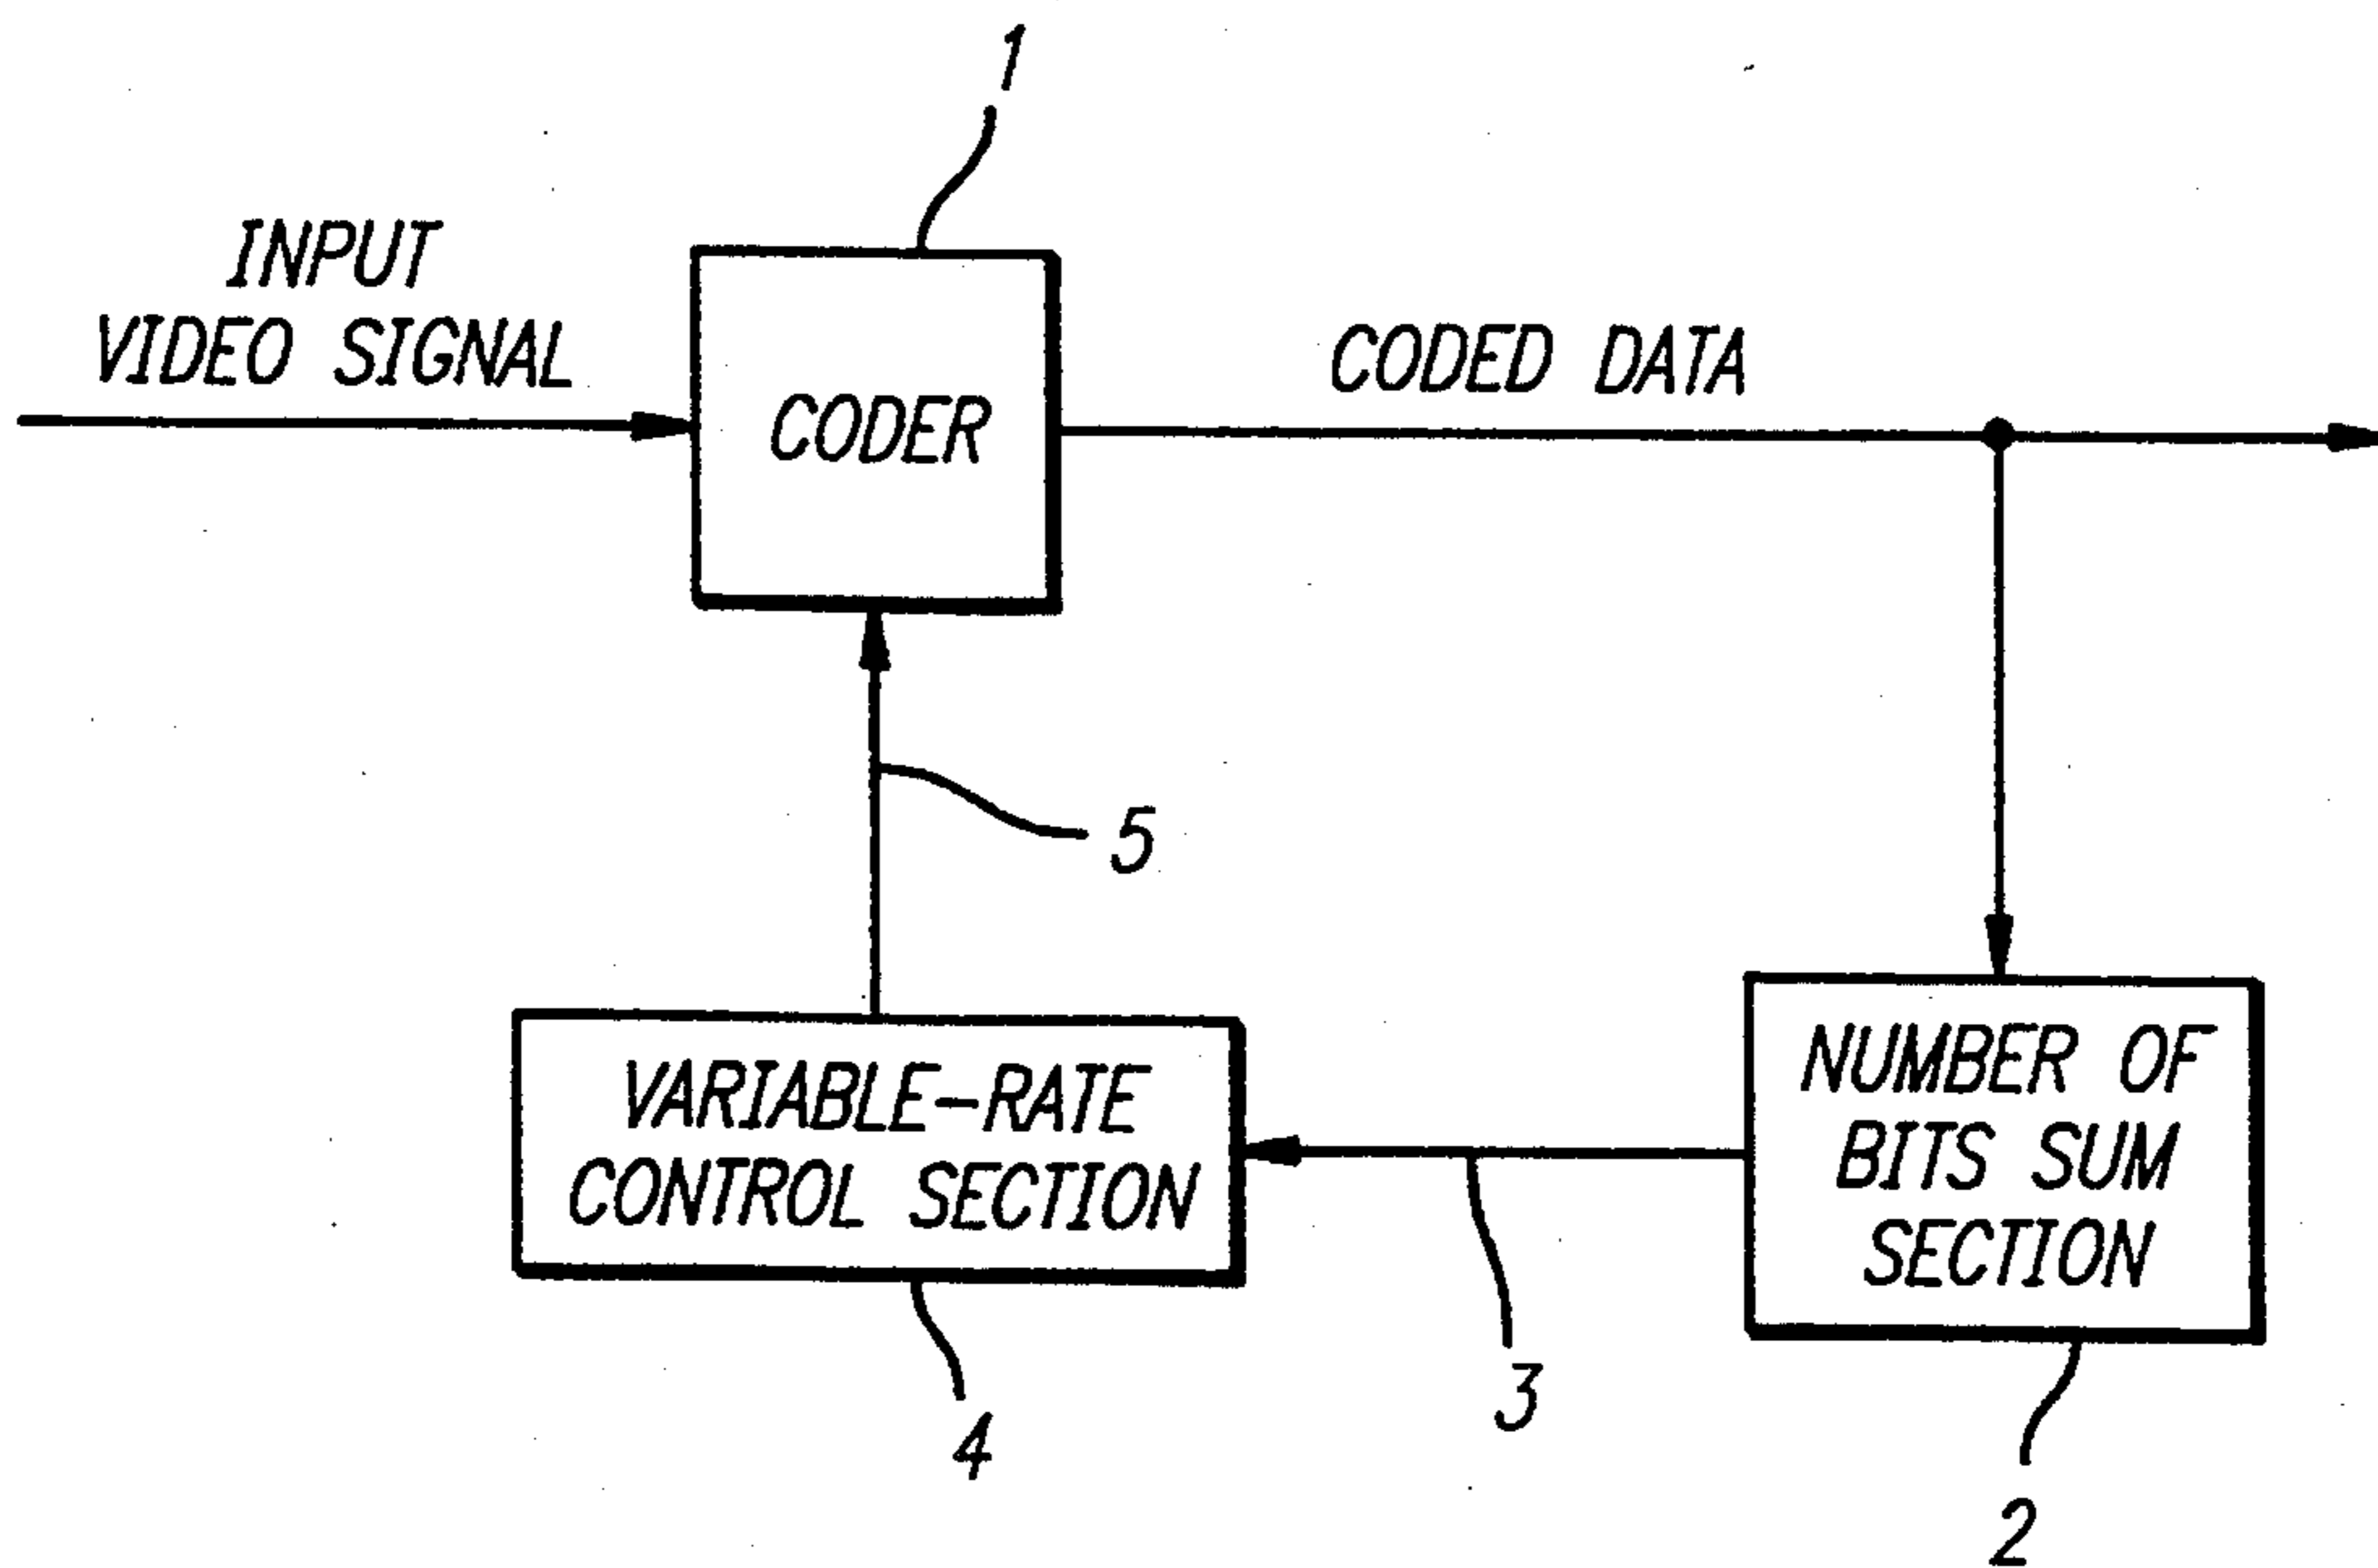 1
INPUT
VIDEO SIGNAL
CODER
CODED DATA
5
VARIABLE-RATE
CONTROL SECTION
NUMBER OF
BITS SUM
SECTION
4
3
2